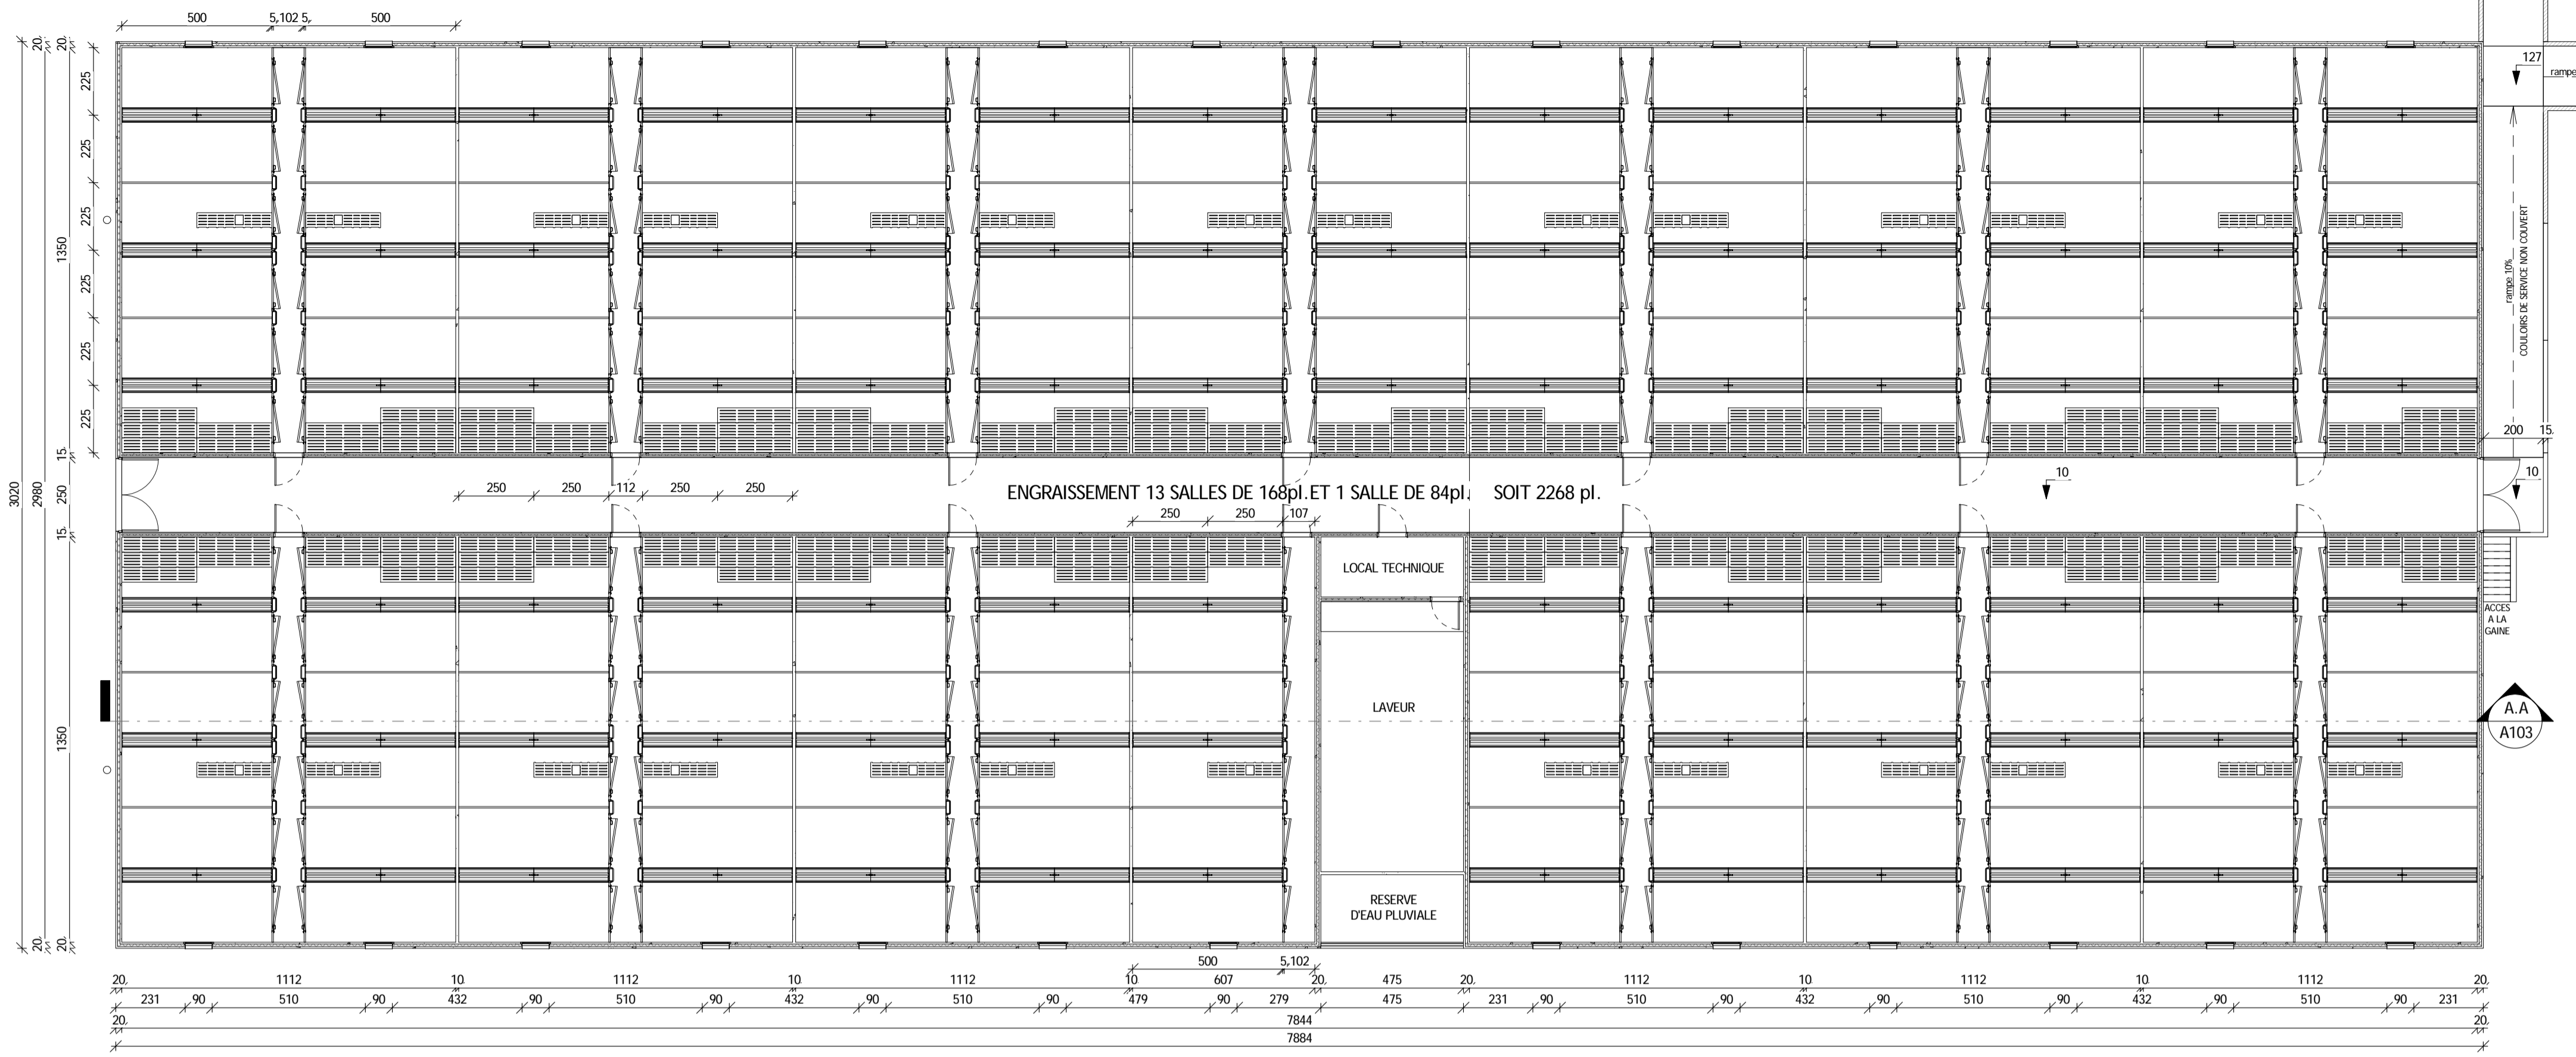 500 5, 102 5, 500
127
rampe
20, 20, 20,
225
225
225
225
225
225
1350
3020
2980
15,
250
15,
1350
20, 20, 20,
rampe 10%
COULOIRS DE SERVICE NON COUVERT
200 15,
250 250 112 250 250
10 10
ENGRAISSEMENT 13 SALLES DE 168pl. ET 1 SALLE DE 84pl. SOIT 2268 pl.
250 250 107
LOCAL TECHNIQUE
ACCES
A LA
GAINE
LAVEUR
A.A
A103
RESERVE
D'EAU PLUVIALE
500 5, 102
20, 1112 10 1112 10 1112 10 607 20, 475 20, 1112 10 1112 10 1112 20,
231 90 510 90 432 90 510 90 432 90 510 90 479 90 279 475 231 90 510 90 432 90 510 90 432 90 510 90 231
20, 7844 20,
7884